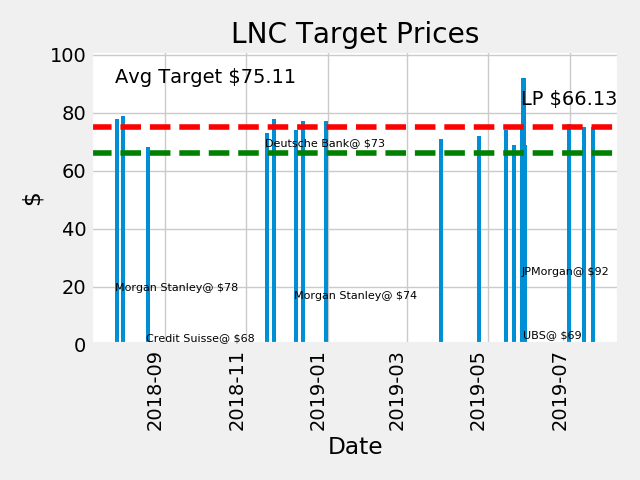 LNC Target Prices
100
Avg Target $75.11
LP $66.13
80
Deutsche Bank@ $73
60
$
40
JPMorgan@ $92
20
Morgan Stanley@ $78
Morgan Stanley@ $74
UBS@ $69
Credit Suisse@ $68
0
2018-09
2018-11
2019-01
2019-03
2019-05
2019-07
Date